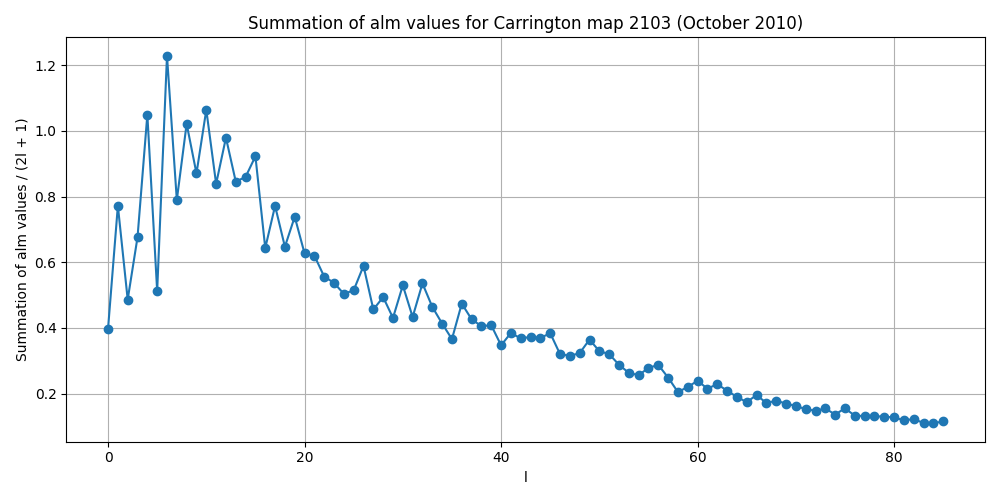 Summation of alm values for Carrington map 2103 (October 2010)
Summation of alm values / (2l + 1)
1.2
1.0
0.8
0.6
0.4
0.2
0 20 40 60 80
l